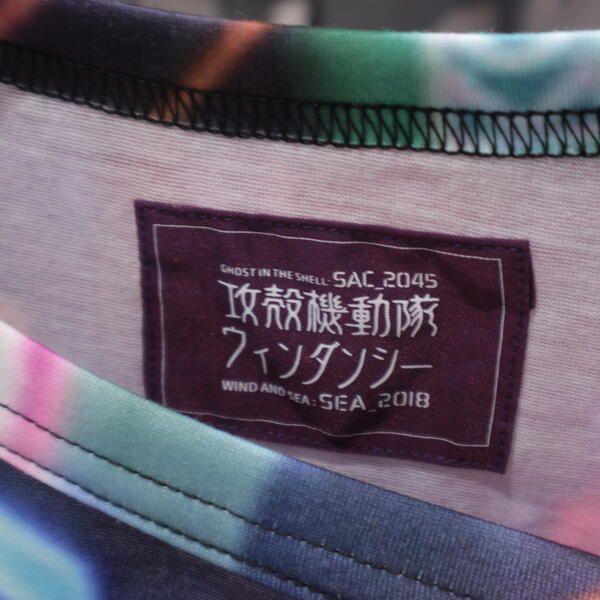 GHOST IN THE SHELL: SAC_2045
攻殻機動隊
ウィンダンシー
WIND AND SEA : SEA_2018